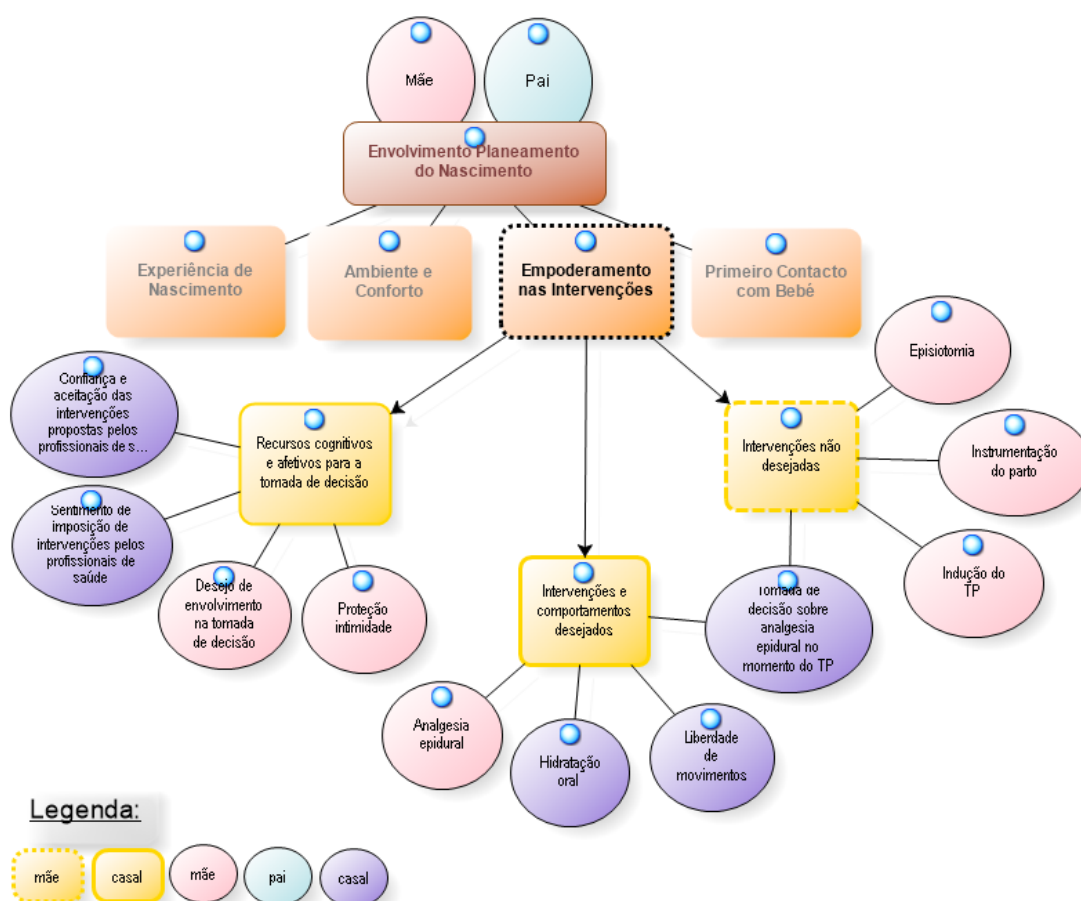 Mãe
Pai
Envolvimento Planeamento
do Nascimento
Experiência de
Nascimento
Ambiente e
Conforto
Empoderamento
nas Intervenções
Primeiro Contacto
com Bebé
Episiotomia
Confiança e
aceitação das
intervenções
propostas pelos
profissionais de s...
Recursos cognitivos
e afetivos para a
tomada de decisão
Intervenções não
desejadas
Instrumentação
do parto
Sentimento de
imposição de
intervenções pelos
profissionais de
saúde
Desejo de
envolvimento
na tomada
de decisão
Proteção
intimidade
Intervenções e
comportamentos
desejados
Tomada de
decisão sobre
analgesia
epidural no
momento do TP
Indução do
TP
Analgesia
epidural
Hidratação
oral
Liberdade
de
movimentos
Legenda:
mãe
casal
mãe
pai
casal